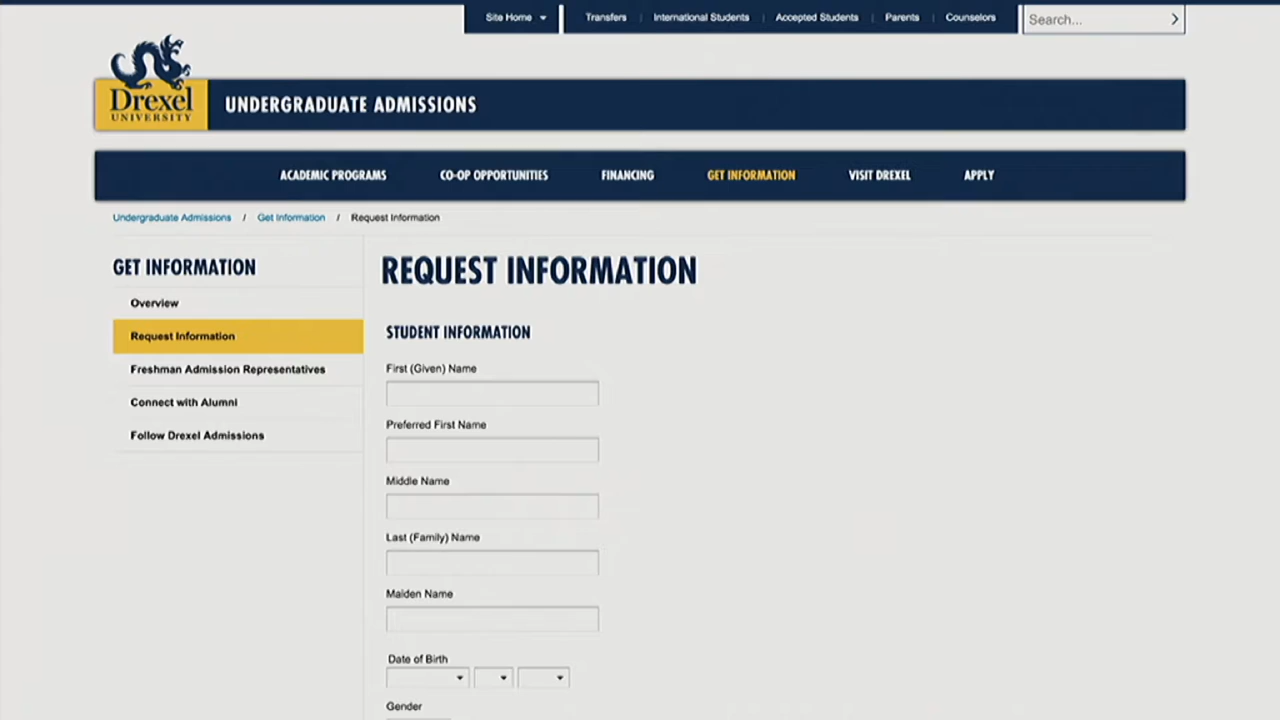 Site Home
Transfers
International Students
Accepted Students
Parents
Counselors
Search...
Drexel
UNIVERSITY
UNDERGRADUATE ADMISSIONS
ACADEMIC PROGRAMS
CO-OP OPPORTUNITIES
FINANCING
GET INFORMATION
VISIT DREXEL
APPLY
Undergraduate Admissions / Get Information / Request Information
GET INFORMATION
Overview
Request Information
Freshman Admission Representatives
Connect with Alumni
Follow Drexel Admissions
REQUEST INFORMATION
STUDENT INFORMATION
First (Given) Name
Preferred First Name
Middle Name
Last (Family) Name
Maiden Name
Date of Birth
Gender